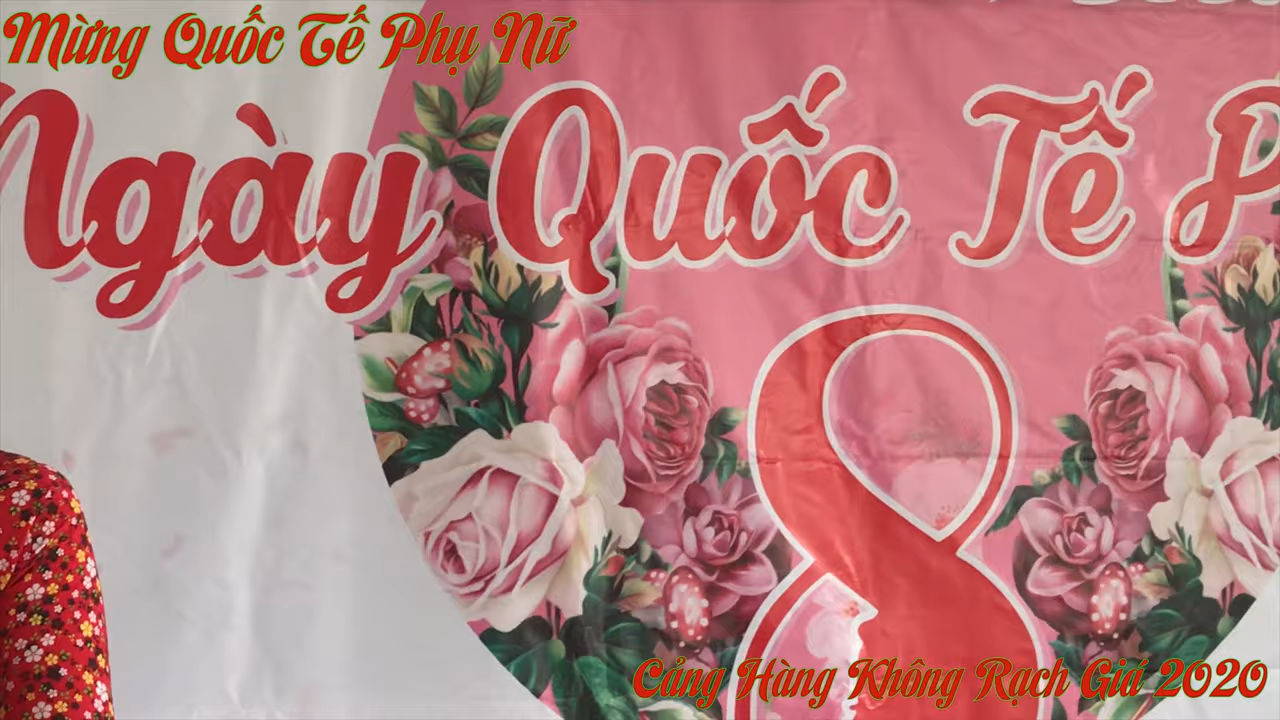 Mừng Quốc Tế Phụ Nữ
Ngày Quốc Tế P
8
Cảng Hàng Không Rạch Giá 2020